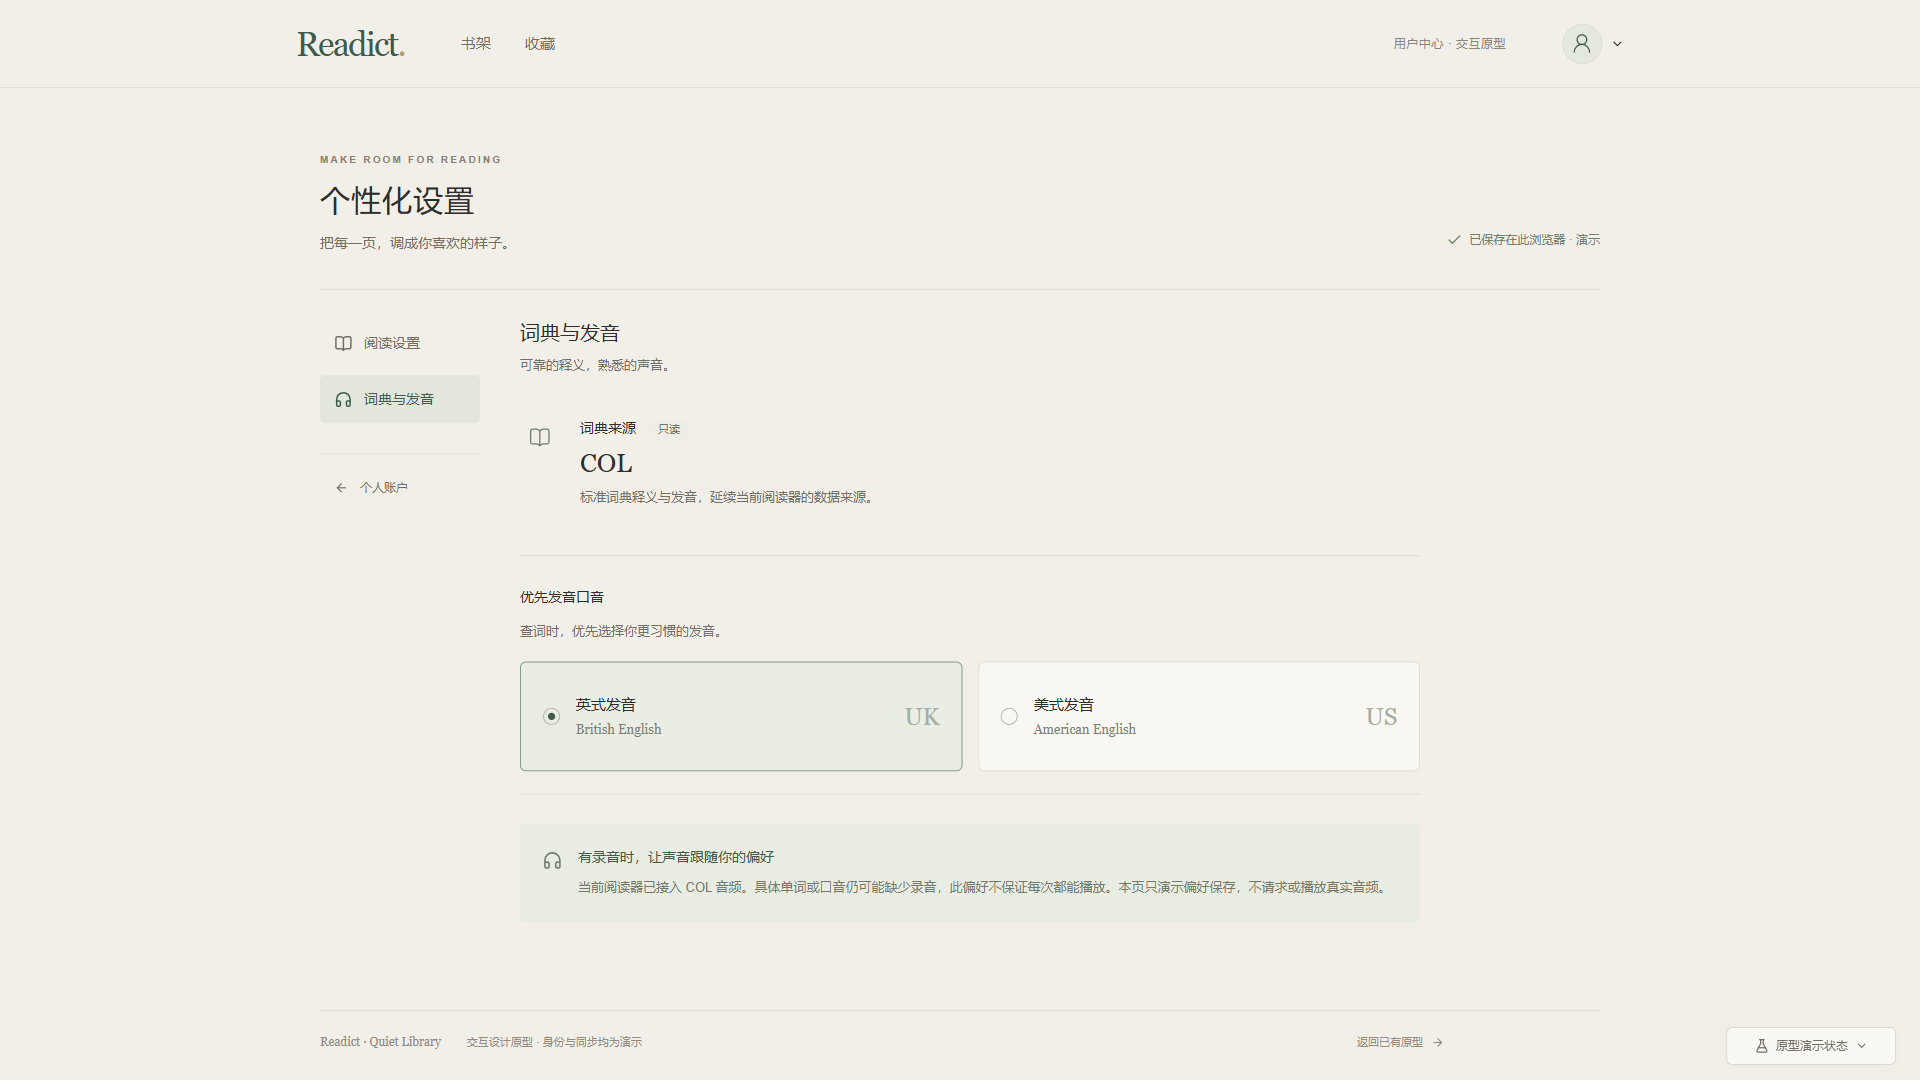 Readict.
书架
收藏
用户中心 · 交互原型
MAKE ROOM FOR READING
个性化设置
把每一页，调成你喜欢的样子。
已保存在此浏览器 · 演示
阅读设置
词典与发音
个人账户
词典与发音
可靠的释义，熟悉的声音。
词典来源 只读
COL
标准词典释义与发音，延续当前阅读器的数据来源。
优先发音口音
查词时，优先选择你更习惯的发音。
英式发音
British English
UK
美式发音
American English
US
有录音时，让声音跟随你的偏好
当前阅读器已接入 COL 音频。具体单词或口音仍可能缺少录音，此偏好不保证每次都能播放。本页只演示偏好保存，不请求或播放真实音频。
Readict · Quiet Library
交互设计原型 · 身份与同步均为演示
返回已有原型
原型演示状态